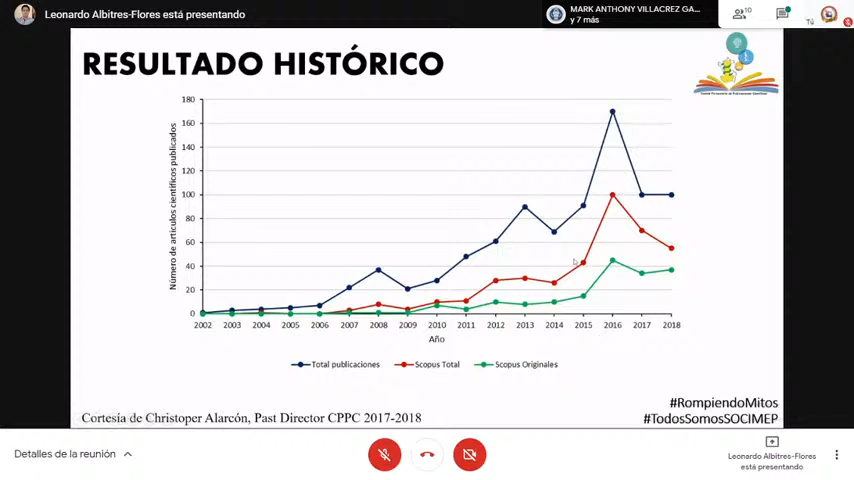 Leonardo Albitres-Flores está presentando
MARK ANTHONY VILLACREZ GA...
y 7 más
10
Tú
RESULTADO HISTÓRICO
Número de artículos científicos publicados
180
160
140
120
100
80
60
40
20
0
2002 2003 2004 2005 2006 2007 2008 2009 2010 2011 2012 2013 2014 2015 2016 2017 2018
Año
Total publicaciones Scopus Total Scopus Originales
#RompiendoMitos
Cortesía de Christoper Alarcón, Past Director CPPC 2017-2018
#TodosSomosSOCIMEP
Detalles de la reunión
Leonardo Albitres-Flores
está presentando